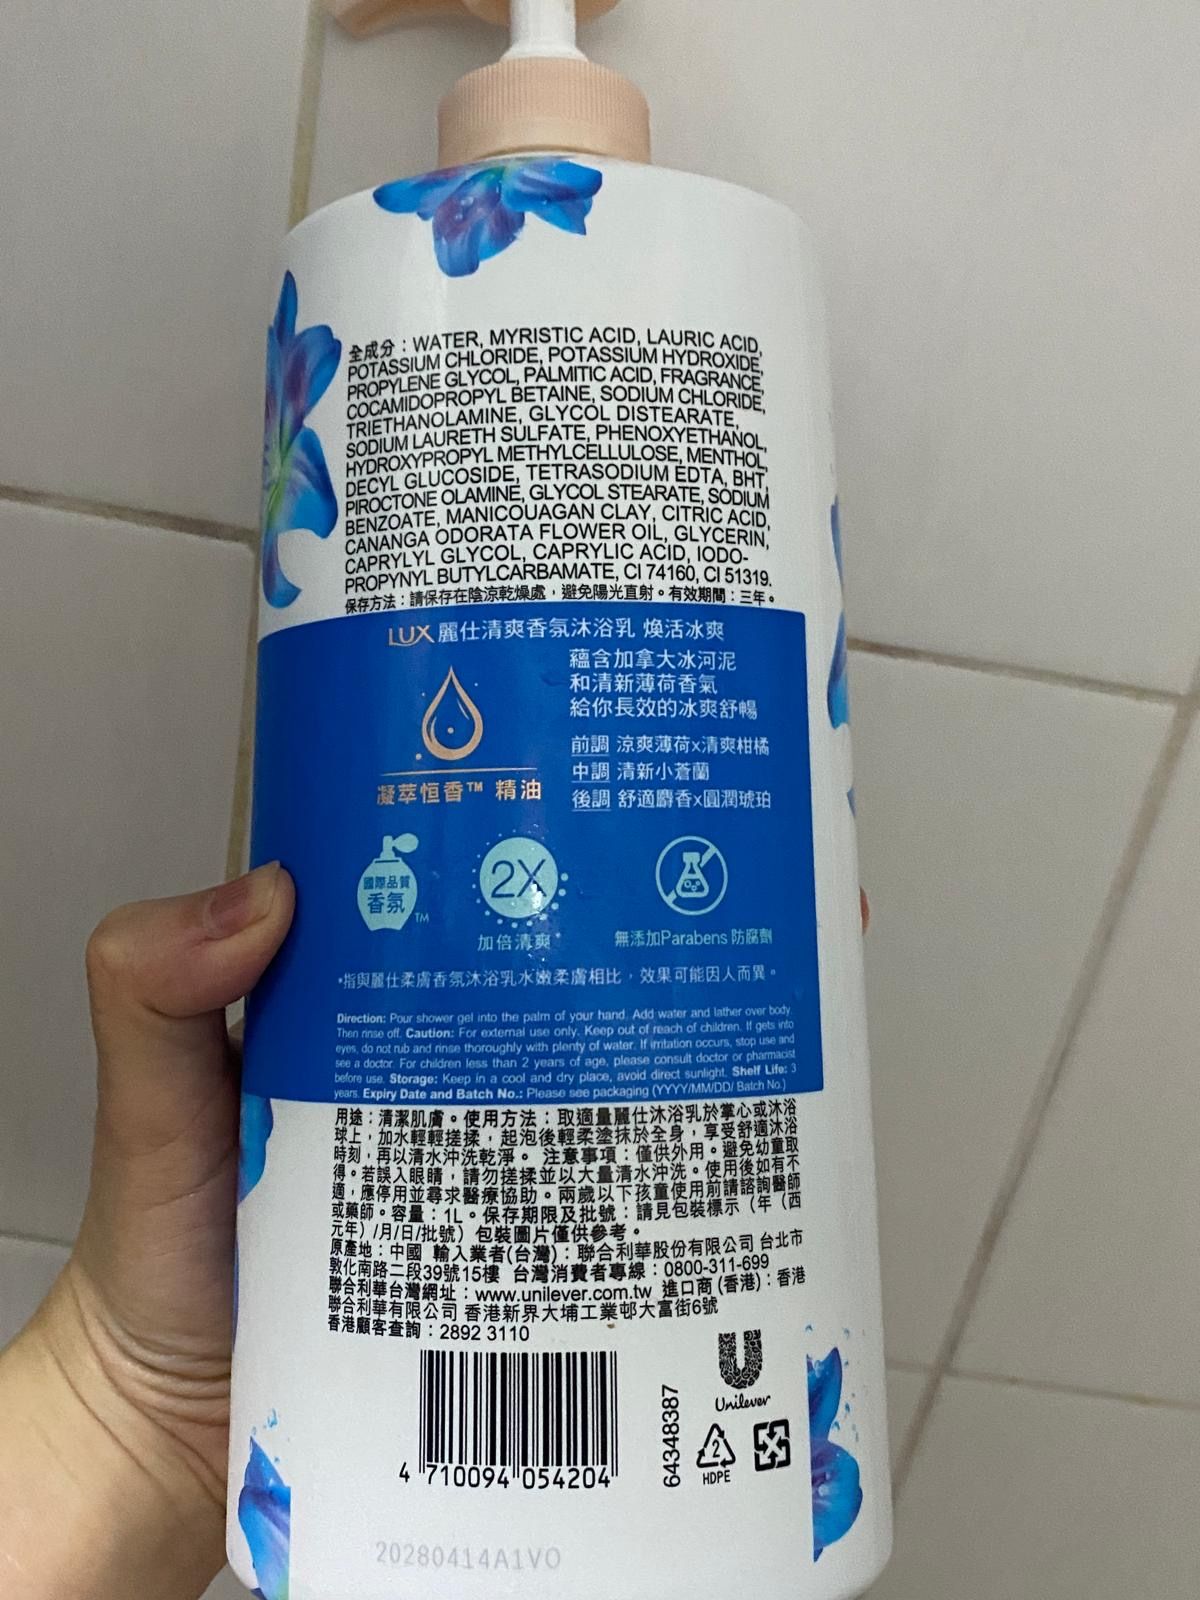 全成分：WATER, MYRISTIC ACID, LAURIC ACID,
POTASSIUM CHLORIDE, POTASSIUM HYDROXIDE,
PROPYLENE GLYCOL, PALMITIC ACID, FRAGRANCE,
COCAMIDOPROPYL BETAINE, SODIUM CHLORIDE,
TRIETHANOLAMINE, GLYCOL DISTEARATE,
SODIUM LAURETH SULFATE, PHENOXYETHANOL,
HYDROXYPROPYL METHYLCELLULOSE, MENTHOL,
DECYL GLUCOSIDE, TETRASODIUM EDTA, BHT,
PIROCTONE OLAMINE, GLYCOL STEARATE, SODIUM
BENZOATE, MANICOUAGAN CLAY, CITRIC ACID,
CANANGA ODORATA FLOWER OIL, GLYCERIN,
CAPRYLYL GLYCOL, CAPRYLIC ACID, IODO-
PROPYNYL BUTYLCARBAMATE, CI 74160, CI 51319.
保存方法：請保存在陰涼乾燥處，避免陽光直射。有效期間：三年。
LUX麗仕清爽香氛沐浴乳 煥活冰爽
蘊含加拿大冰河泥
和清新薄荷香氣
給你長效的冰爽舒暢
前調 涼爽薄荷x清爽柑橘
中調 清新小蒼蘭
後調 舒適麝香x圓潤琥珀
凝萃恒香™ 精油
國際品質
香氛™
2X
加倍清爽*
無添加Parabens 防腐劑
*指與麗仕柔膚香氛沐浴乳水嫩柔膚相比，效果可能因人而異。
Direction: Pour shower gel into the palm of your hand. Add water and lather over body.
Then rinse off. Caution: For external use only. Keep out of reach of children. If gets into
eyes, do not rub and rinse thoroughly with plenty of water. If irritation occurs, stop use and
see a doctor. For children less than 2 years of age, please consult doctor or pharmacist
before use. Storage: Keep in a cool and dry place, avoid direct sunlight. Shelf Life: 3
years. Expiry Date and Batch No.: Please see packaging (YYYY/MM/DD/ Batch No.)
用途：清潔肌膚。使用方法：取適量麗仕沐浴乳於掌心或沐浴
球上，加水輕輕搓揉，起泡後輕柔塗抹於全身，享受舒適沐浴
時刻，再以清水沖洗乾淨。 注意事項：僅供外用。避免幼童取
得。若誤入眼睛，請勿搓揉並以大量清水沖洗。使用後如有不
適，應停用並尋求醫療協助。兩歲以下孩童使用前請諮詢醫師
或藥師。容量：1L。保存期限及批號：請見包裝標示（年（西
元年）/月/日/批號）包裝圖片僅供參考。
原產地：中國 輸入業者(台灣)：聯合利華股份有限公司 台北市
敦化南路二段39號15樓 台灣消費者專線：0800-311-699
聯合利華台灣網址：www.unilever.com.tw 進口商 (香港)：香港
聯合利華有限公司 香港新界大埔工業邨大富街6號
香港顧客查詢：2892 3110
4 710094 054204
64348387
Unilever
2
HDPE
20280414A1VO